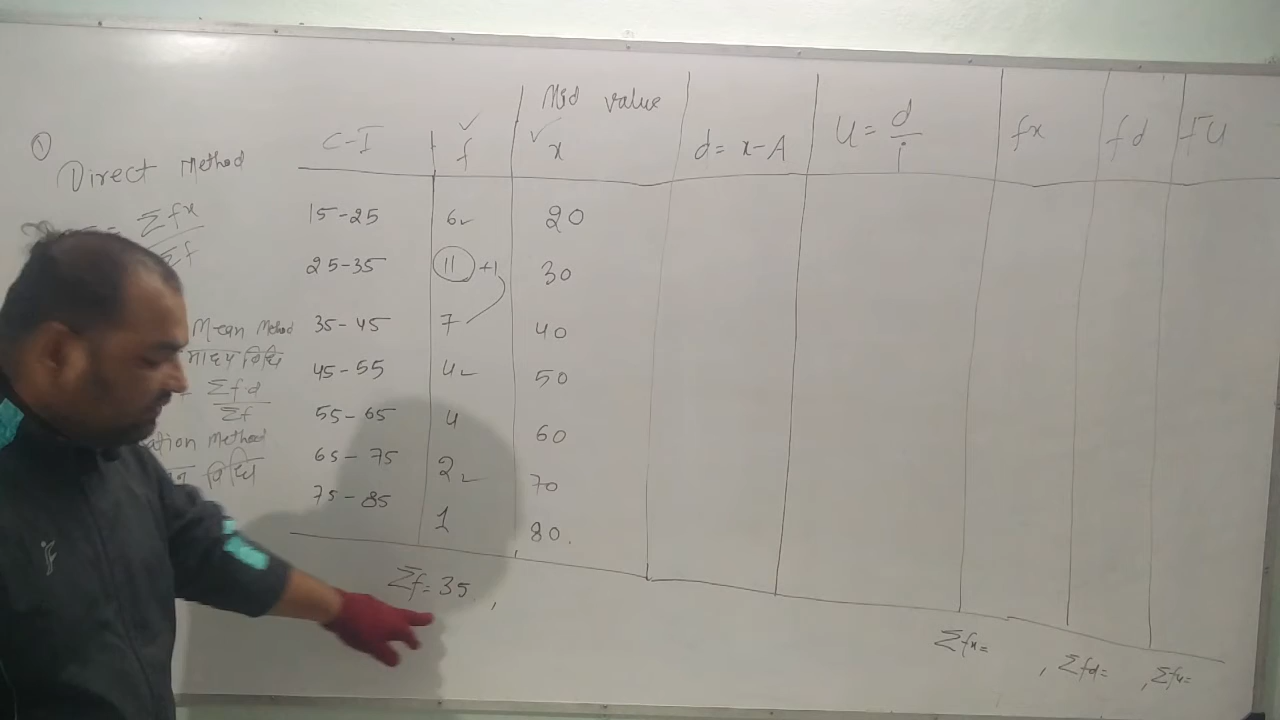 ①
Direct Method
Σfx
Σf
Mean Method
माध्य विधि
Σf.d
Σf
Method
विधि
C-I | f | Mid value x | d = x-A | U = d/i | fx | fd | fU
15-25 6 20
25-35 11 +1 30
35-45 7 40
45-55 4 50
55-65 4 60
65-75 2 70
75-85 1 80.
Σf = 35 ,
Σfx = , Σfd = , Σfu =